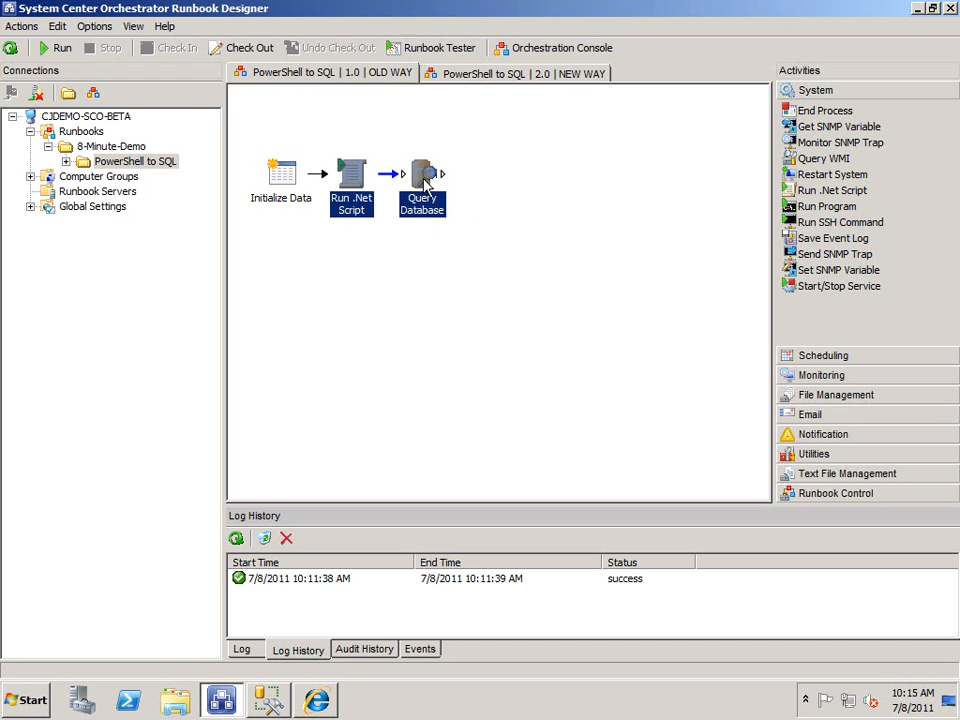 System Center Orchestrator Runbook Designer
Actions Edit Options View Help
Run Stop Check In Check Out Undo Check Out Runbook Tester Orchestration Console
Connections
CJDEMO-SCO-BETA
Runbooks
8-Minute-Demo
PowerShell to SQL
Computer Groups
Runbook Servers
Global Settings
PowerShell to SQL | 1.0 | OLD WAY
PowerShell to SQL | 2.0 | NEW WAY
Initialize Data
Run .Net
Script
Query
Database
Activities
System
End Process
Get SNMP Variable
Monitor SNMP Trap
Query WMI
Restart System
Run .Net Script
Run Program
Run SSH Command
Save Event Log
Send SNMP Trap
Set SNMP Variable
Start/Stop Service
Scheduling
Monitoring
File Management
Email
Notification
Utilities
Text File Management
Runbook Control
Log History
Start Time End Time Status
7/8/2011 10:11:38 AM 7/8/2011 10:11:39 AM success
Log Log History Audit History Events
Start
10:15 AM
7/8/2011